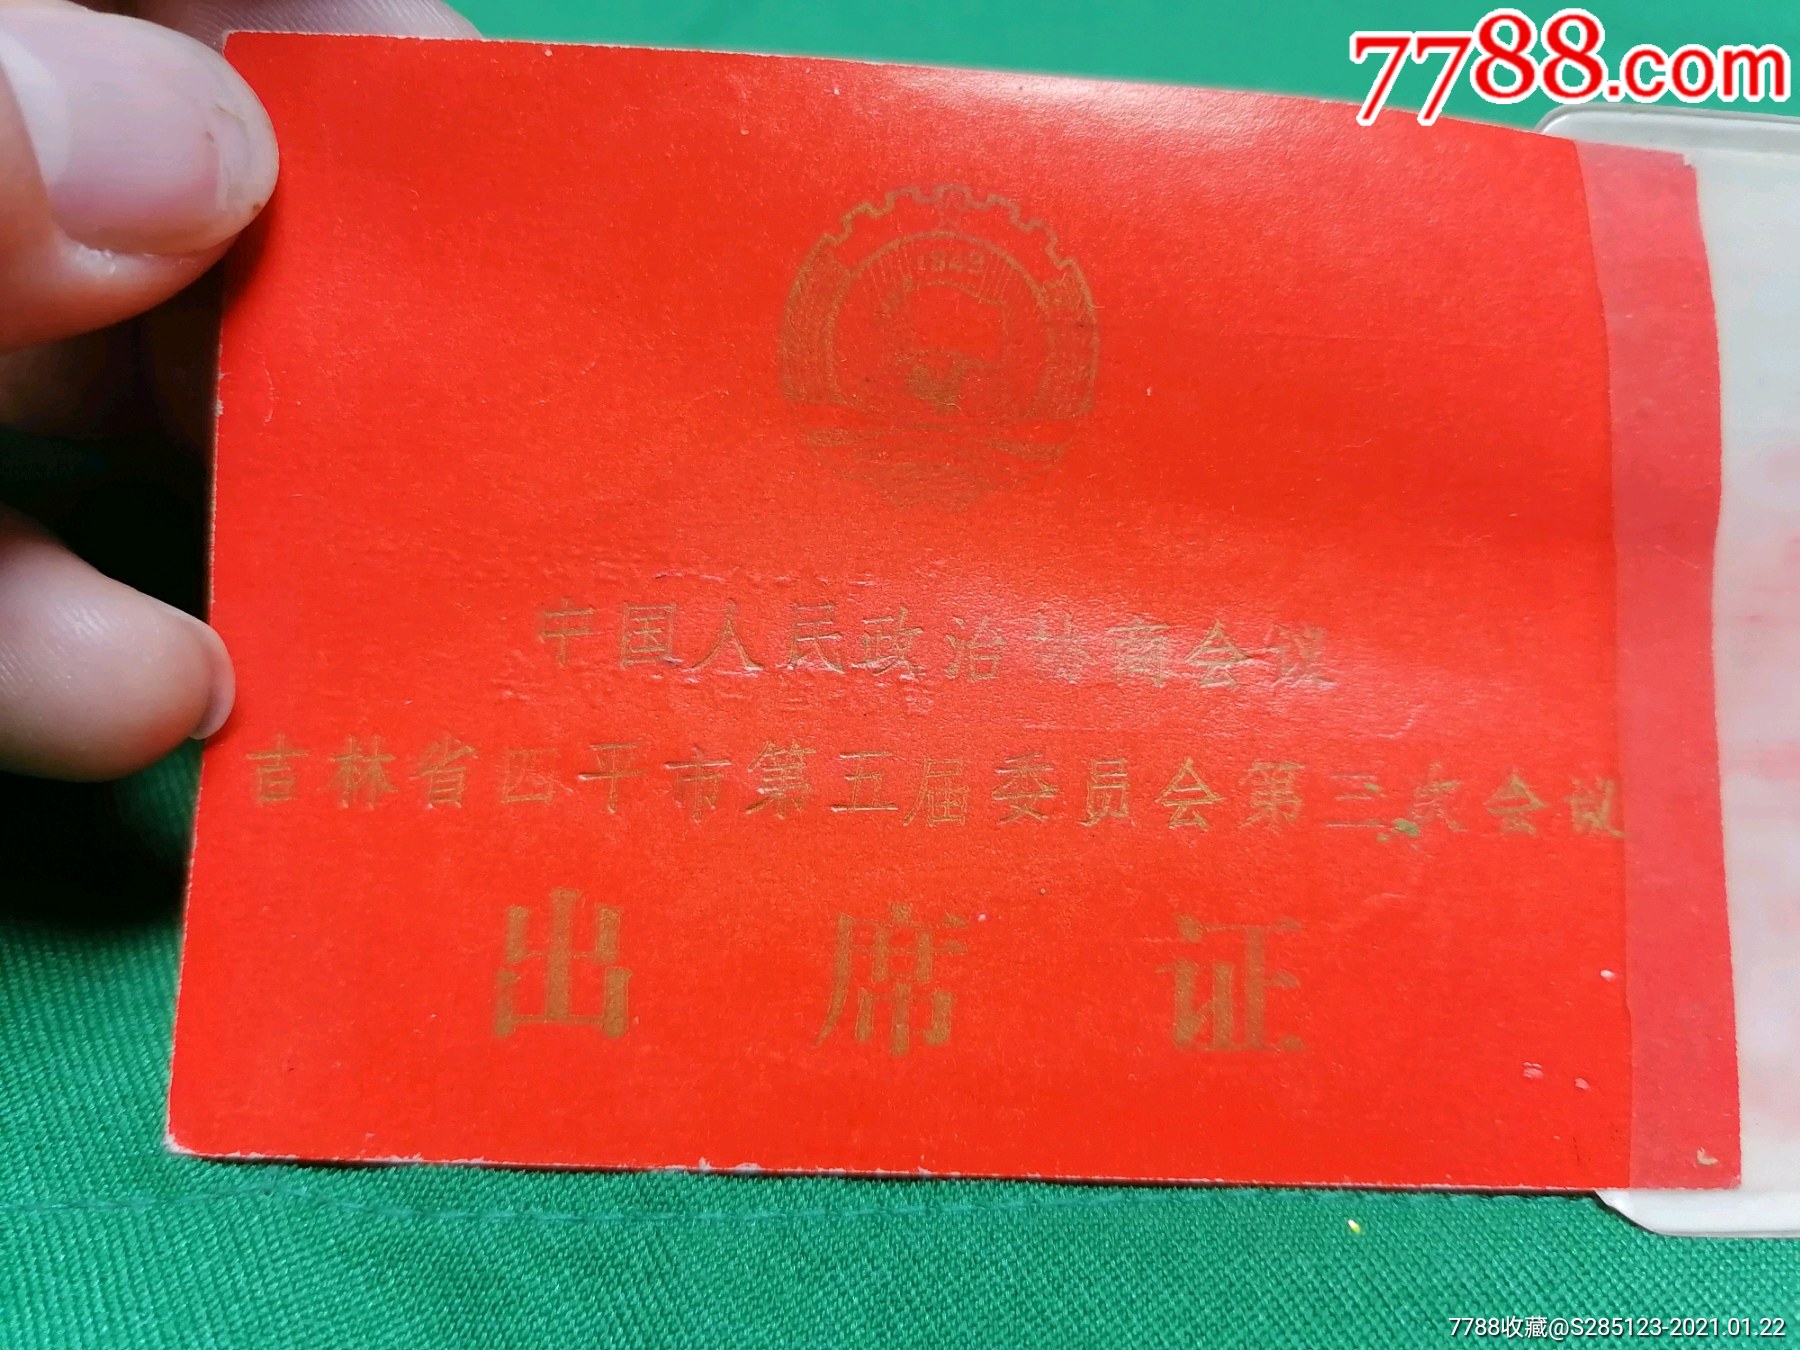 7788.com
1949
中国人民政治协商会议
吉林省四平市第五届委员会第三次会议
出席证
7788收藏@S285123-2021.01.22